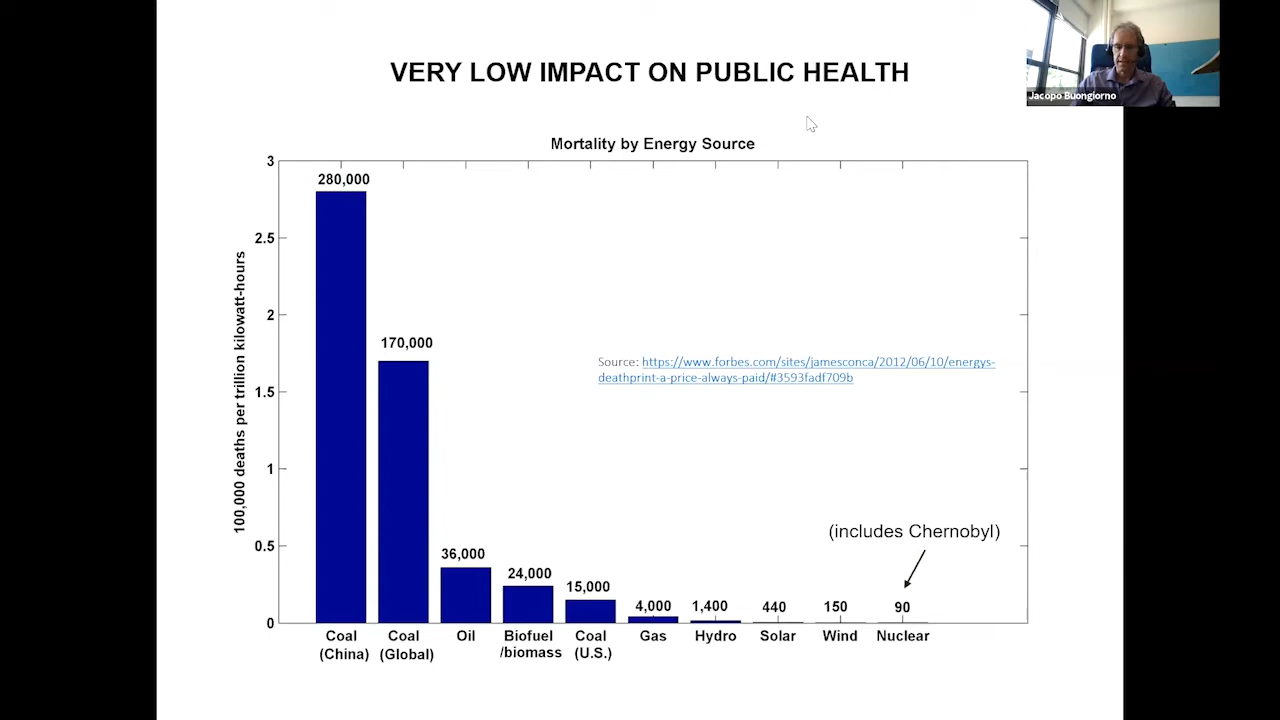 VERY LOW IMPACT ON PUBLIC HEALTH
Jacopo Buongiorno
Mortality by Energy Source
3
2.5
2
1.5
1
0.5
0
100,000 deaths per trillion kilowatt-hours
280,000
170,000
36,000
24,000
15,000
4,000
1,400
440
150
90
Source: https://www.forbes.com/sites/jamesconca/2012/06/10/energys-
deathprint-a-price-always-paid/#3593fadf709b
(includes Chernobyl)
Coal
(China)
Coal
(Global)
Oil
Biofuel
/biomass
Coal
(U.S.)
Gas
Hydro
Solar
Wind
Nuclear